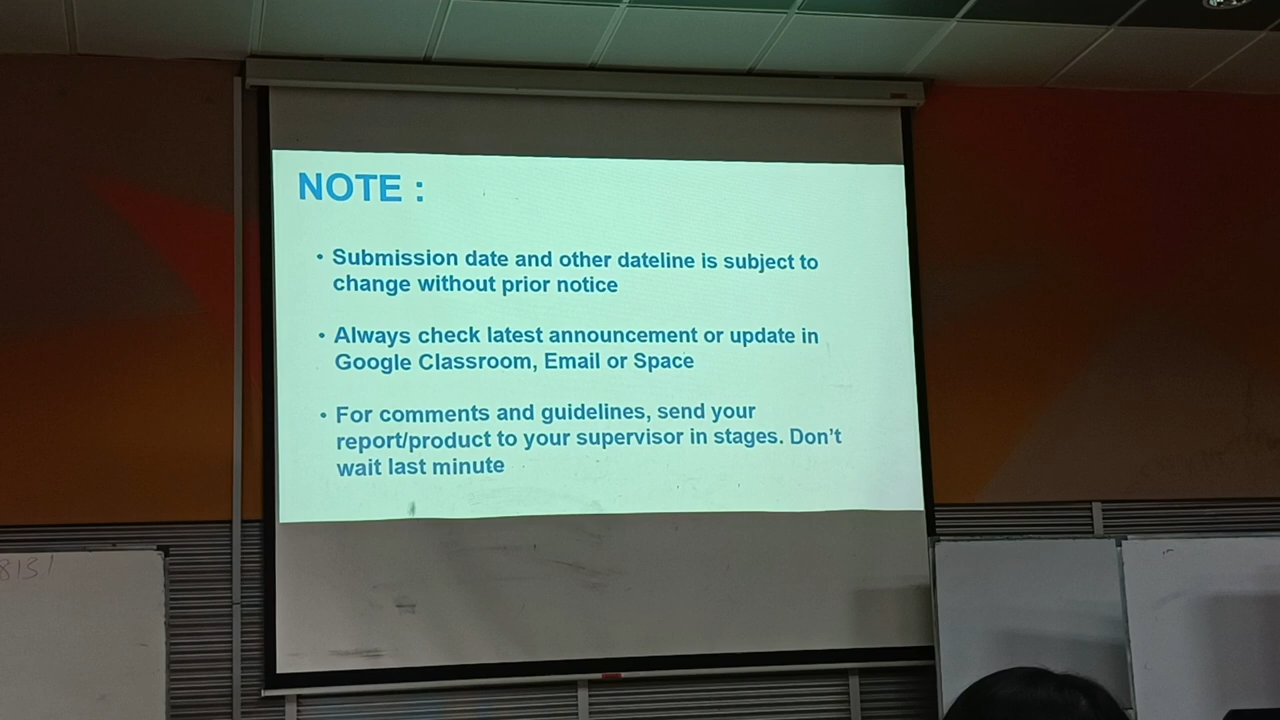 NOTE :
• Submission date and other dateline is subject to
change without prior notice
• Always check latest announcement or update in
Google Classroom, Email or Space
• For comments and guidelines, send your
report/product to your supervisor in stages. Don't
wait last minute
8131